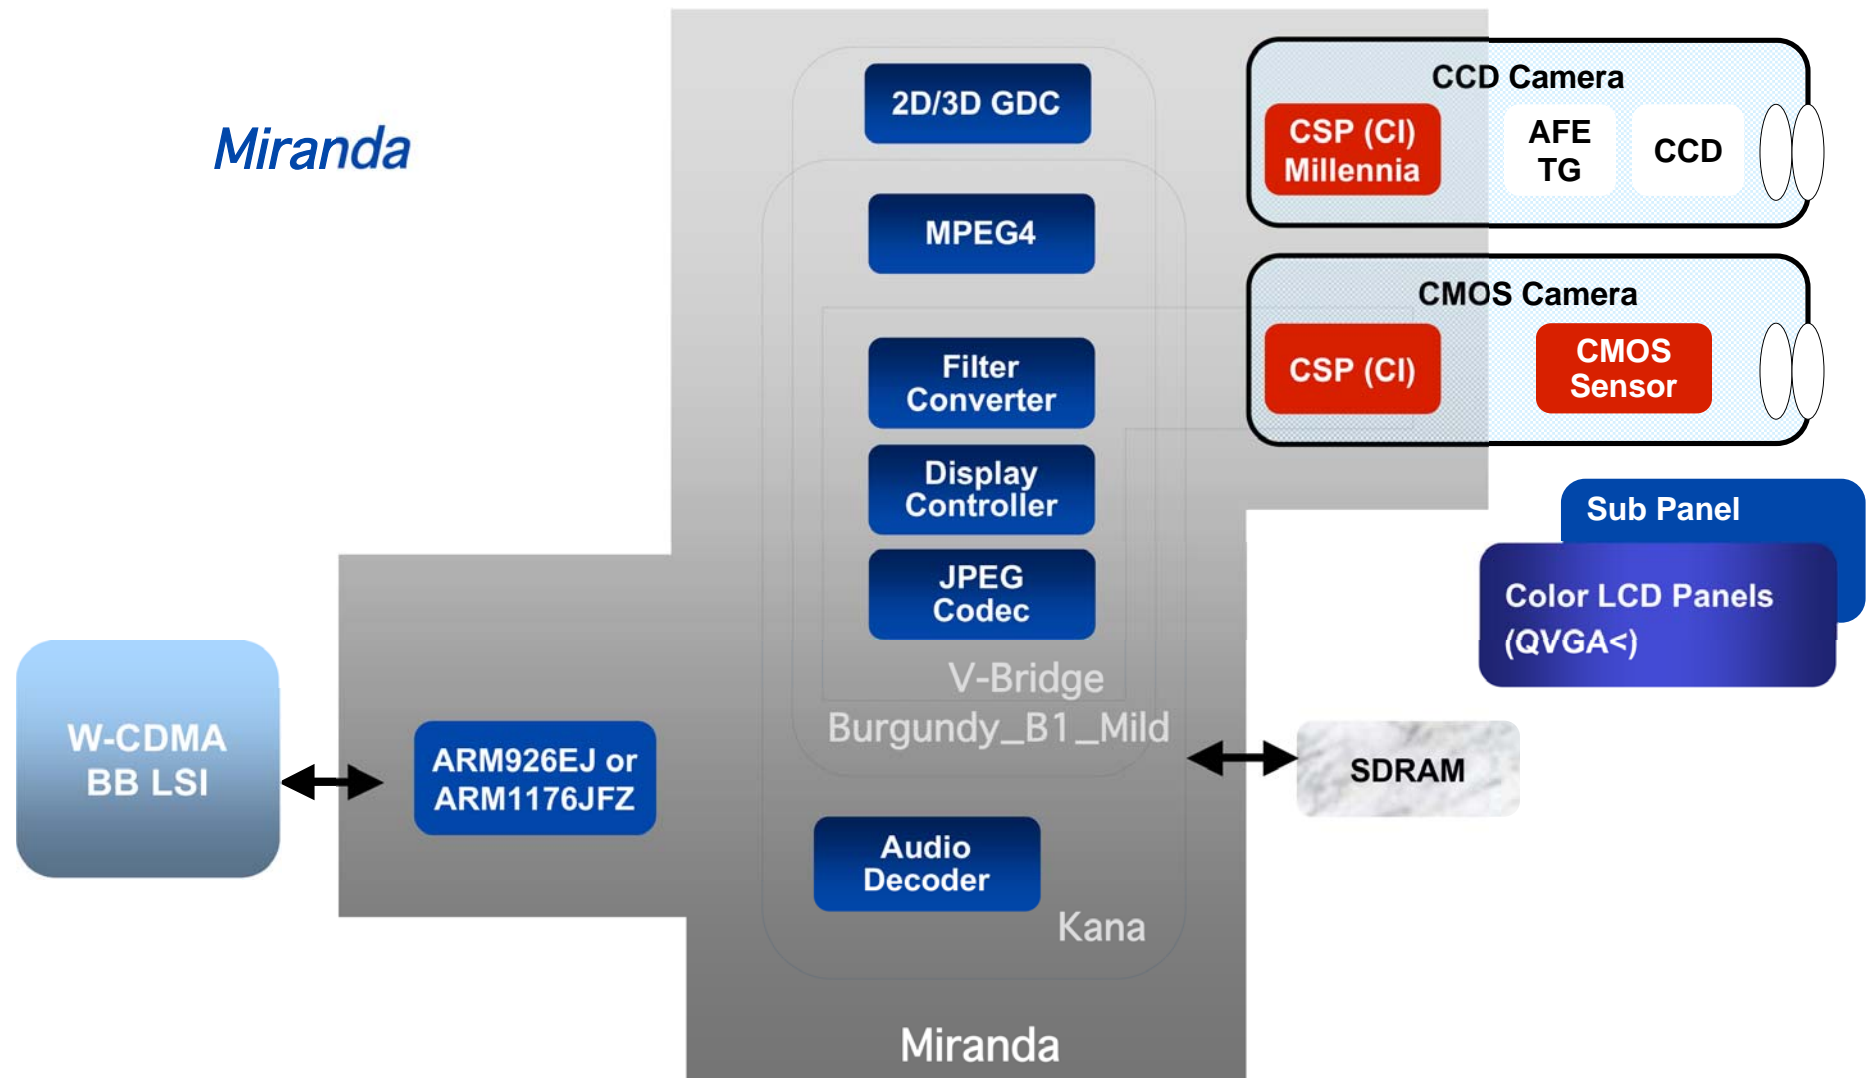 Miranda
2D/3D GDC
MPEG4
Filter
Converter
Display
Controller
JPEG
Codec
V-Bridge
Burgundy_B1_Mild
Audio
Decoder
Kana
Miranda
W-CDMA
BB LSI
ARM926EJ or
ARM1176JFZ
CCD Camera
CSP (CI)
Millennia
AFE
TG
CCD
CMOS Camera
CSP (CI)
CMOS
Sensor
Sub Panel
Color LCD Panels
(QVGA<)
SDRAM